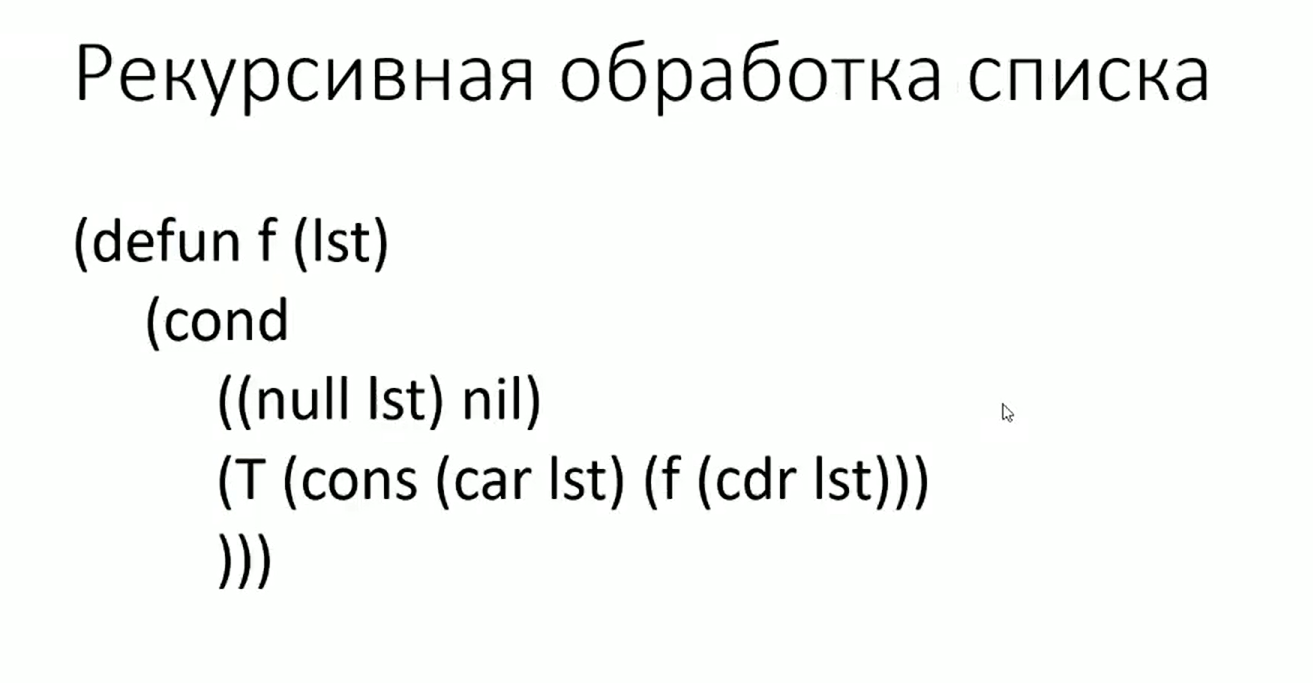 Рекурсивная обработка списка
(defun f (lst)
(cond
((null lst) nil)
(T (cons (car lst) (f (cdr lst)))
)))